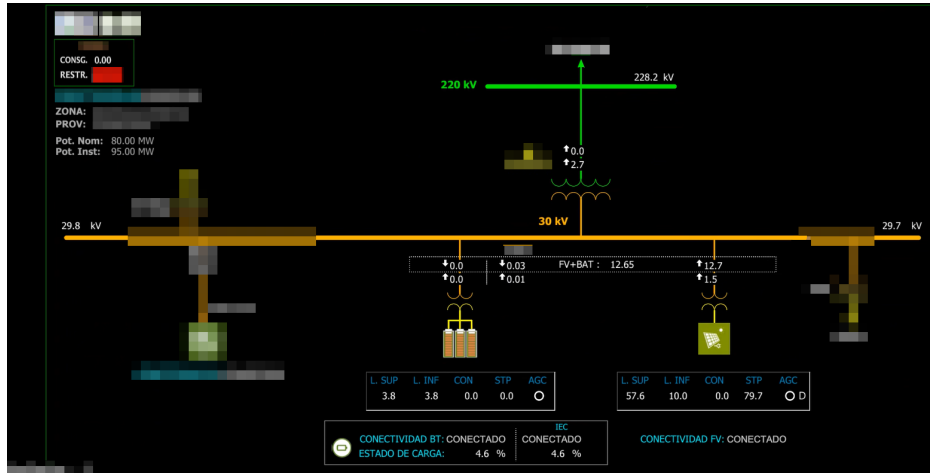 CONSG. 0.00
RESTR.
ZONA:
PROV:
Pot. Nom: 80.00 MW
Pot. Inst: 95.00 MW
220 kV
228.2 kV
0.0
2.7
29.8 kV
30 kV
29.7 kV
0.0
0.03
FV+BAT : 12.65
12.7
0.0
0.01
1.5
L. SUP L. INF CON STP AGC
3.8 3.8 0.0 0.0
L. SUP L. INF CON STP AGC
57.6 10.0 0.0 79.7 D
IEC
CONECTIVIDAD BT: CONECTADO
CONECTADO
ESTADO DE CARGA: 4.6 %
4.6 %
CONECTIVIDAD FV: CONECTADO